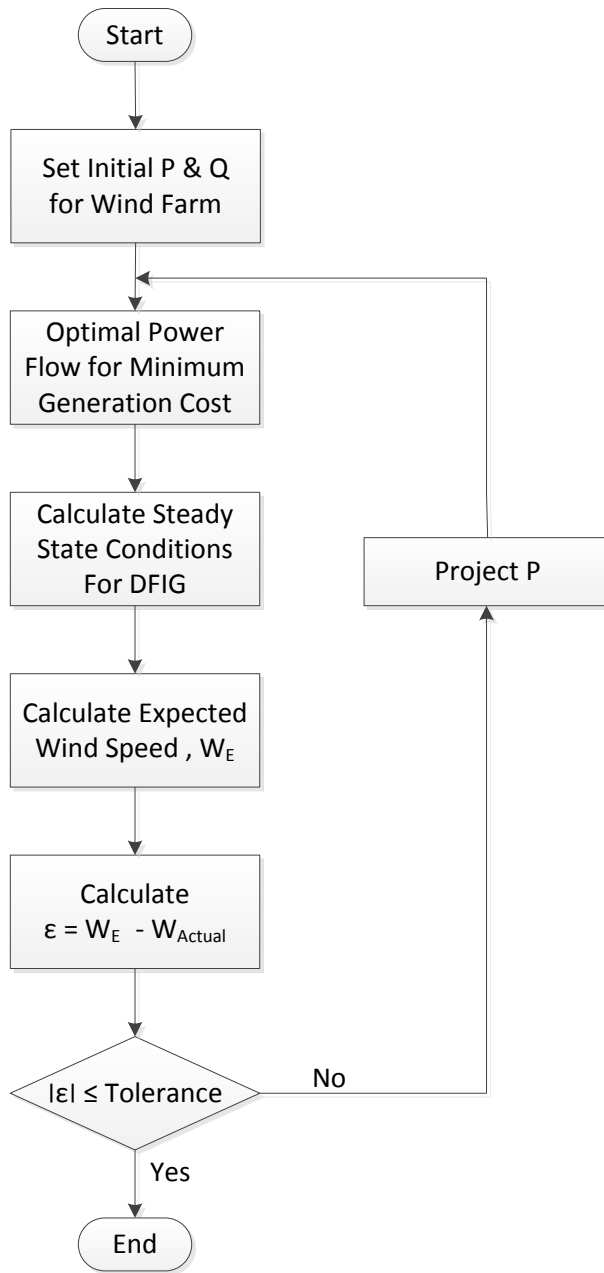 Start
Set Initial P & Q
for Wind Farm
Optimal Power
Flow for Minimum
Generation Cost
Calculate Steady
State Conditions
For DFIG
Project P
Calculate Expected
Wind Speed , W_E
Calculate
ε = W_E - W_Actual
|ε| ≤ Tolerance
No
Yes
End